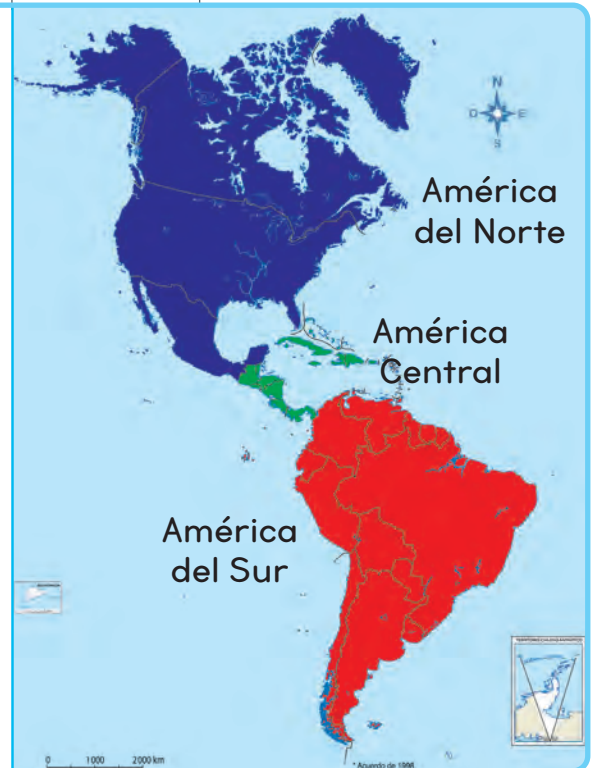 N
O
E
S
América
del Norte
América
Central
América
del Sur
0 1000 2000 km
* Acuerdo de 1998